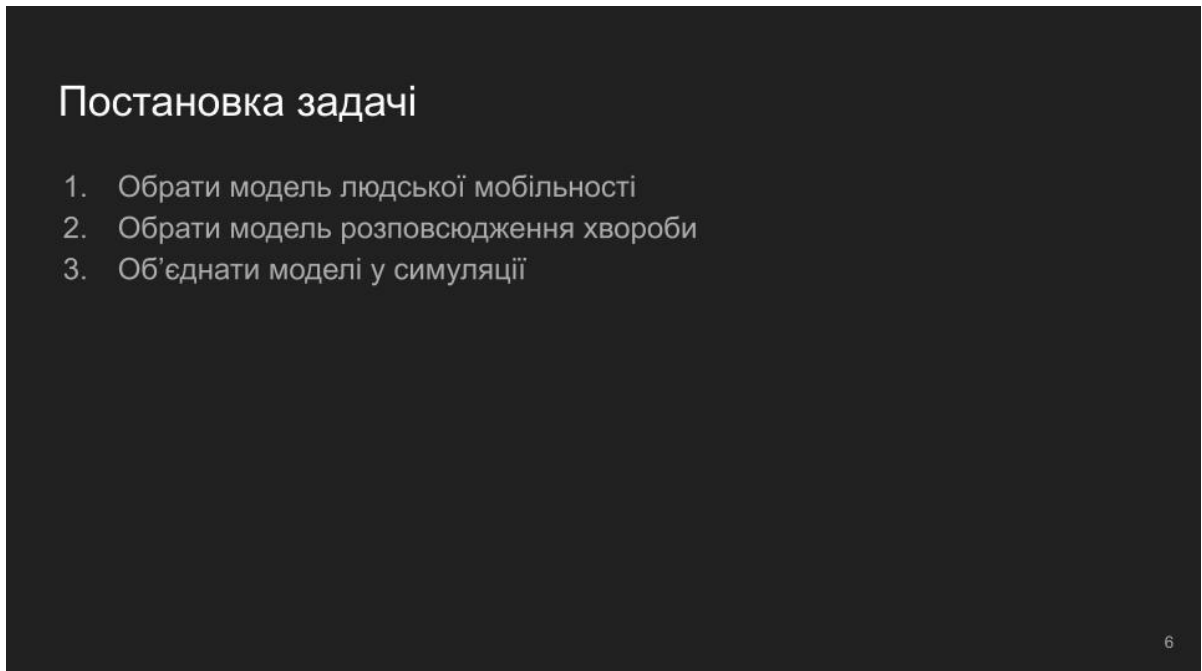 Постановка задачі
1. Обрати модель людської мобільності
2. Обрати модель розповсюдження хвороби
3. Об’єднати моделі у симуляції
6